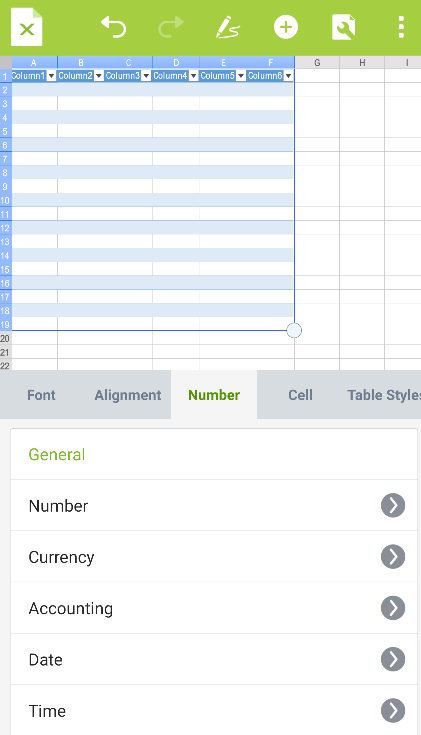 A B C D E F G H I
1 Column1 Column2 Column3 Column4 Column5 Column6
2
3
4
5
6
7
8
9
10
11
12
13
14
15
16
17
18
19
20
21
22
Font Alignment Number Cell Table Styles
General
Number
Currency
Accounting
Date
Time